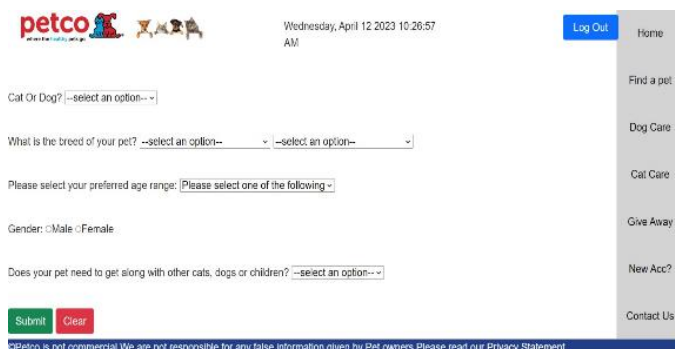 petco
where the healthy pets go
Wednesday, April 12 2023 10:26:57
AM
Log Out
Home
Find a pet
Dog Care
Cat Care
Give Away
New Acc?
Contact Us
Cat Or Dog? --select an option--
What is the breed of your pet? --select an option-- --select an option--
Please select your preferred age range: Please select one of the following
Gender: Male Female
Does your pet need to get along with other cats, dogs or children? --select an option--
Submit Clear
©Petco is not commercial.We are not responsible for any false information given by Pet owners.Please read our Privacy Statement